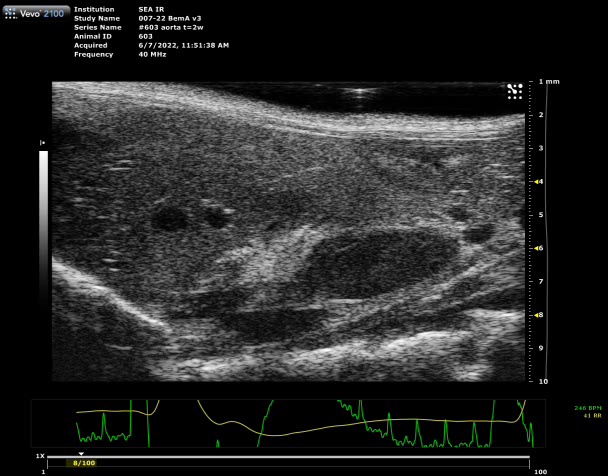 Vevo 2100
Institution SEA IR
Study Name 007-22 BemA v3
Series Name #603 aorta t=2w
Animal ID 603
Acquired 6/7/2022, 11:51:38 AM
Frequency 40 MHz
1 mm
2
3
4
5
6
7
8
9
10
246 BPM
41 RR
1X
8/100
1
100